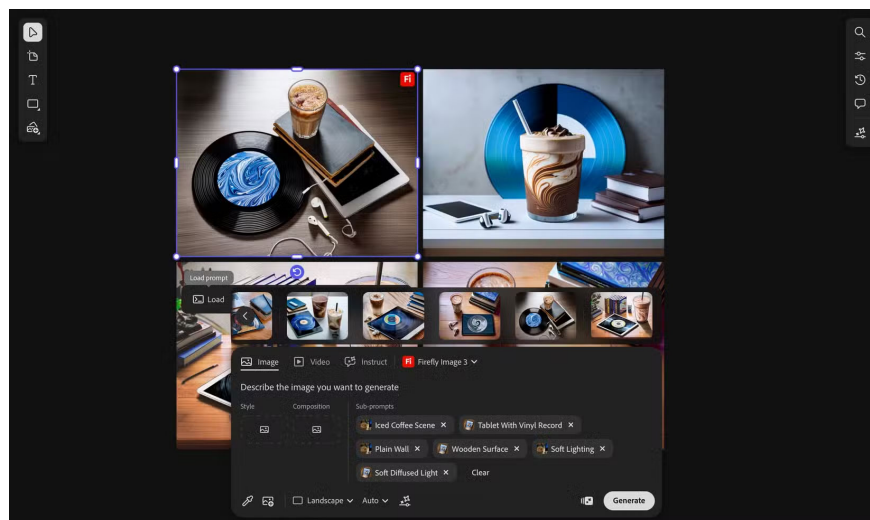 T
Fi
Load prompt
Load
Image
Video
Instruct
Fi Firefly Image 3
Describe the image you want to generate
Style
Composition
Sub-prompts
Iced Coffee Scene ×
Tablet With Vinyl Record ×
Plain Wall ×
Wooden Surface ×
Soft Lighting ×
Soft Diffused Light ×
Clear
Landscape
Auto
Generate